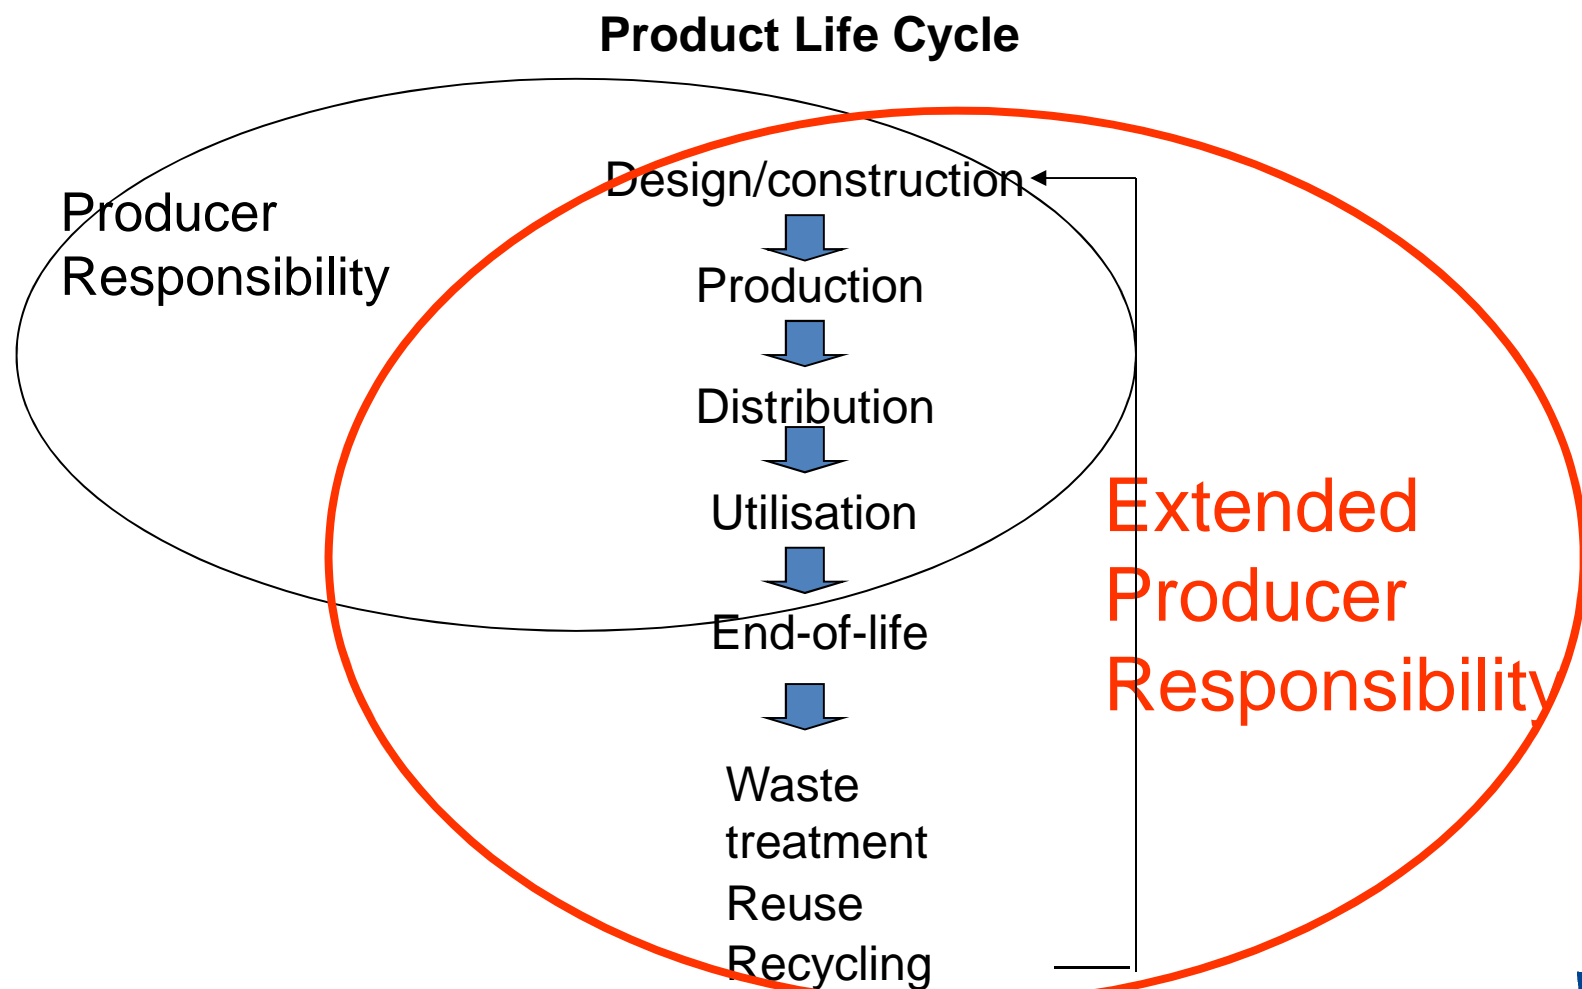 Product Life Cycle
Design/construction
Producer
Responsibility
Production
Distribution
Utilisation
Extended
Producer
Responsibility
End-of-life
Waste
treatment
Reuse
Recycling